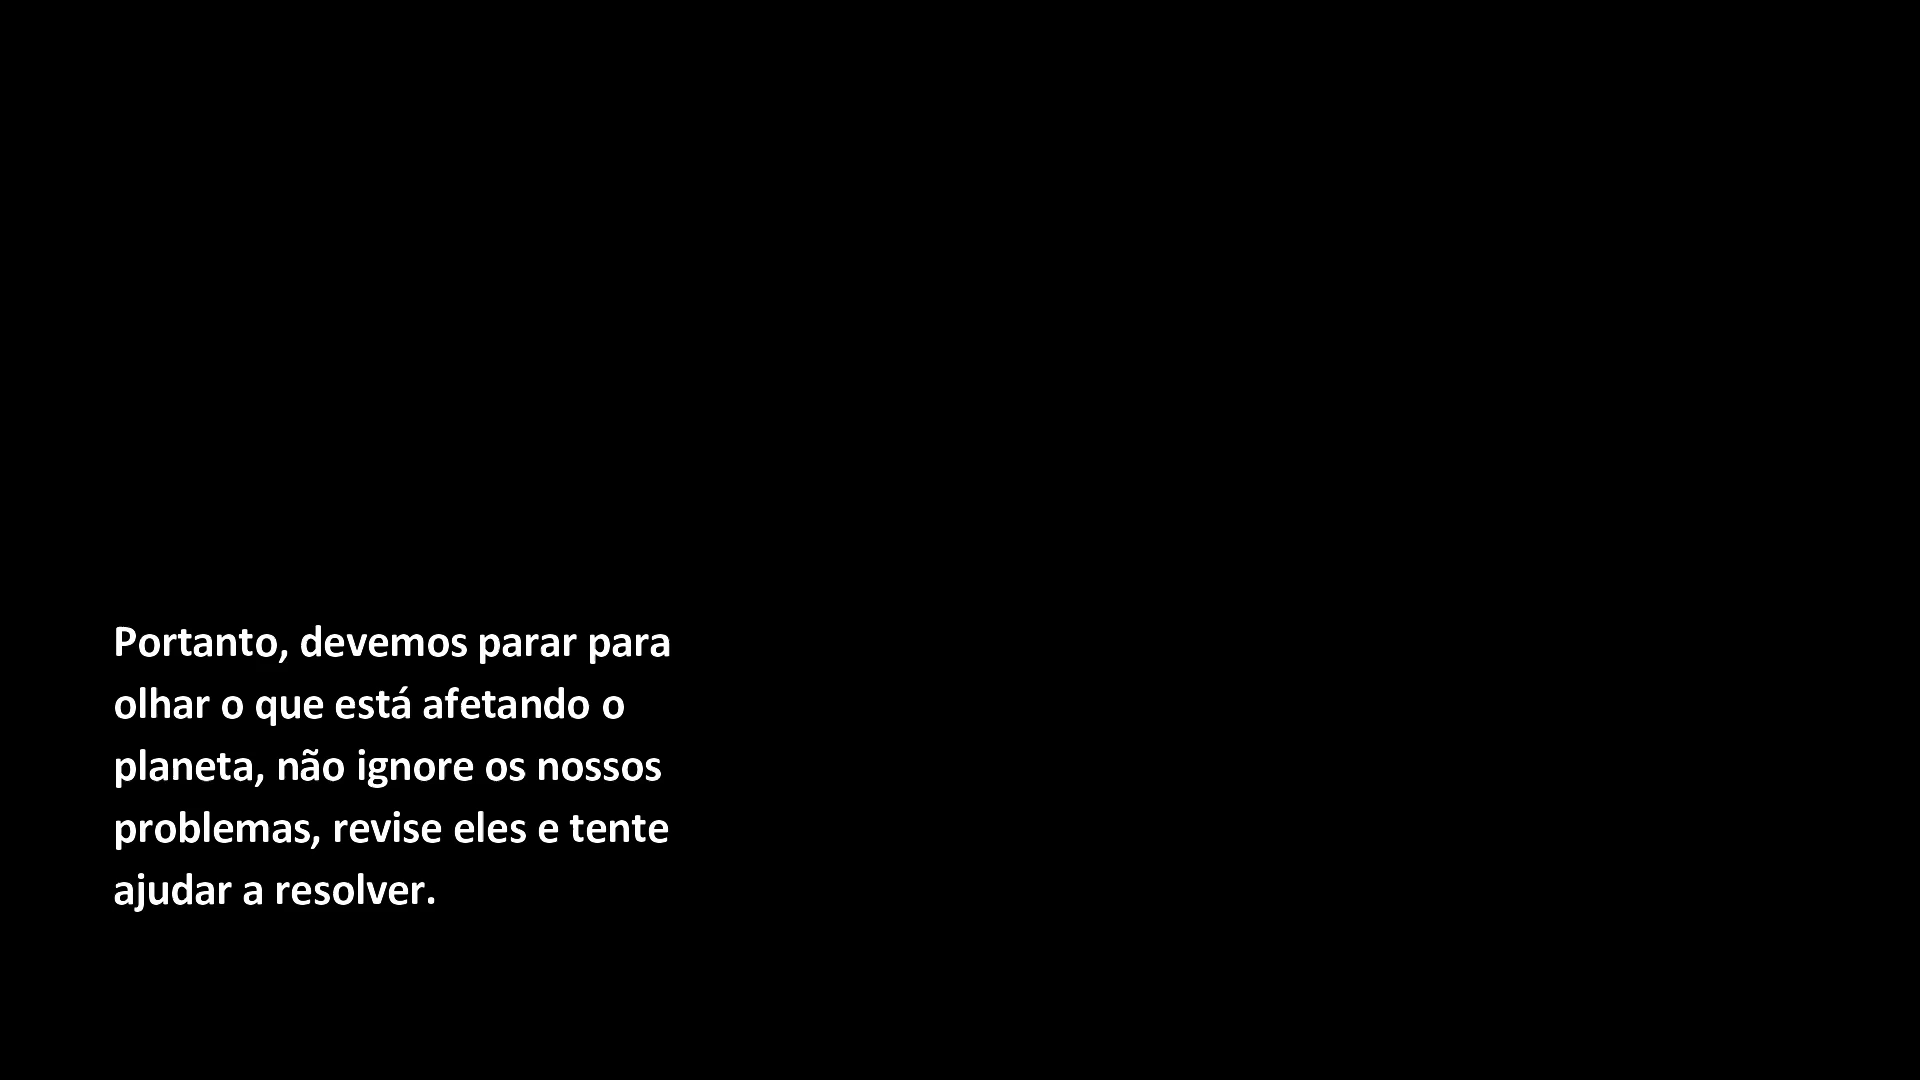 Portanto, devemos parar para
olhar o que está afetando o
planeta, não ignore os nossos
problemas, revise eles e tente
ajudar a resolver.